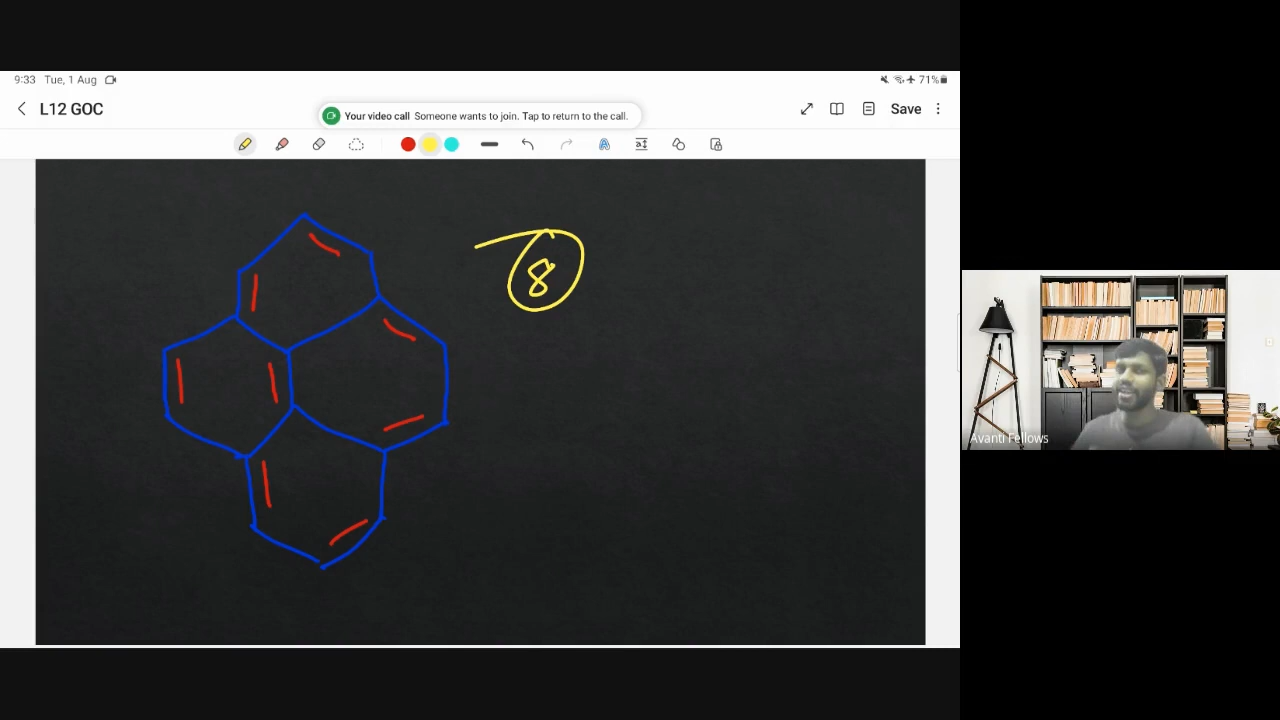 9:33 Tue, 1 Aug 71%
L12 GOC
Your video call Someone wants to join. Tap to return to the call.
Save
8
Avanti Fellows